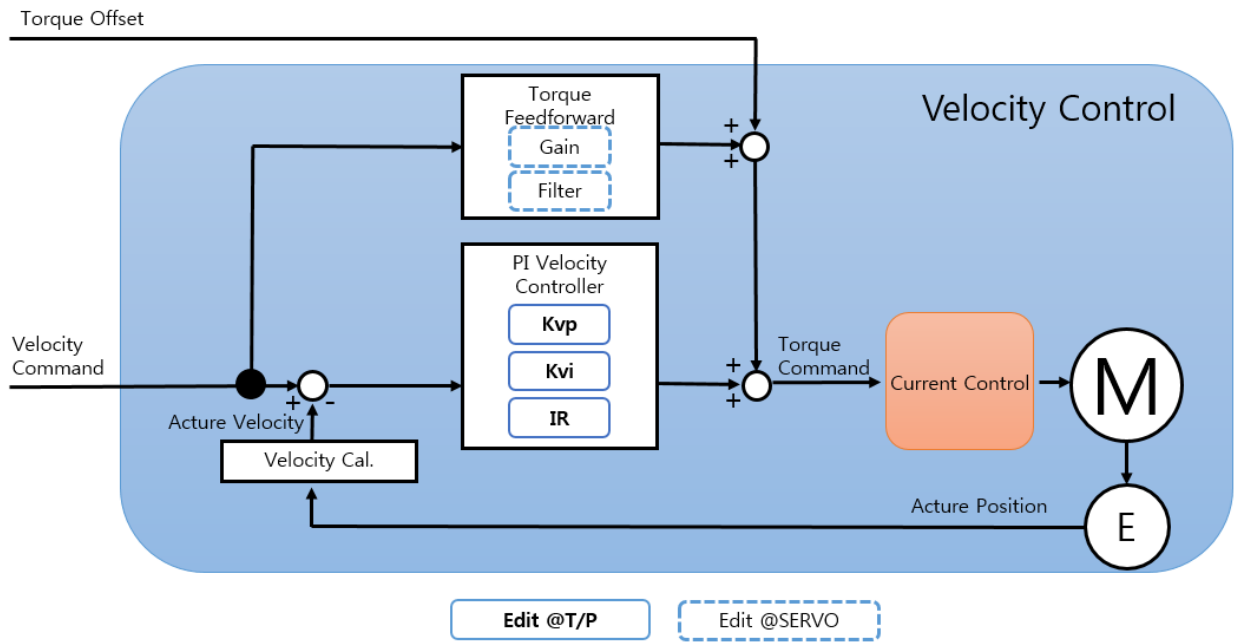 Torque Offset
Velocity Control
Torque
Feedforward
Gain
Filter
+
+
PI Velocity
Controller
Kvp
Kvi
IR
Velocity
Command
+
-
Acture Velocity
Velocity Cal.
+
+
Torque
Command
Current Control
M
Acture Position
E
Edit @T/P
Edit @SERVO